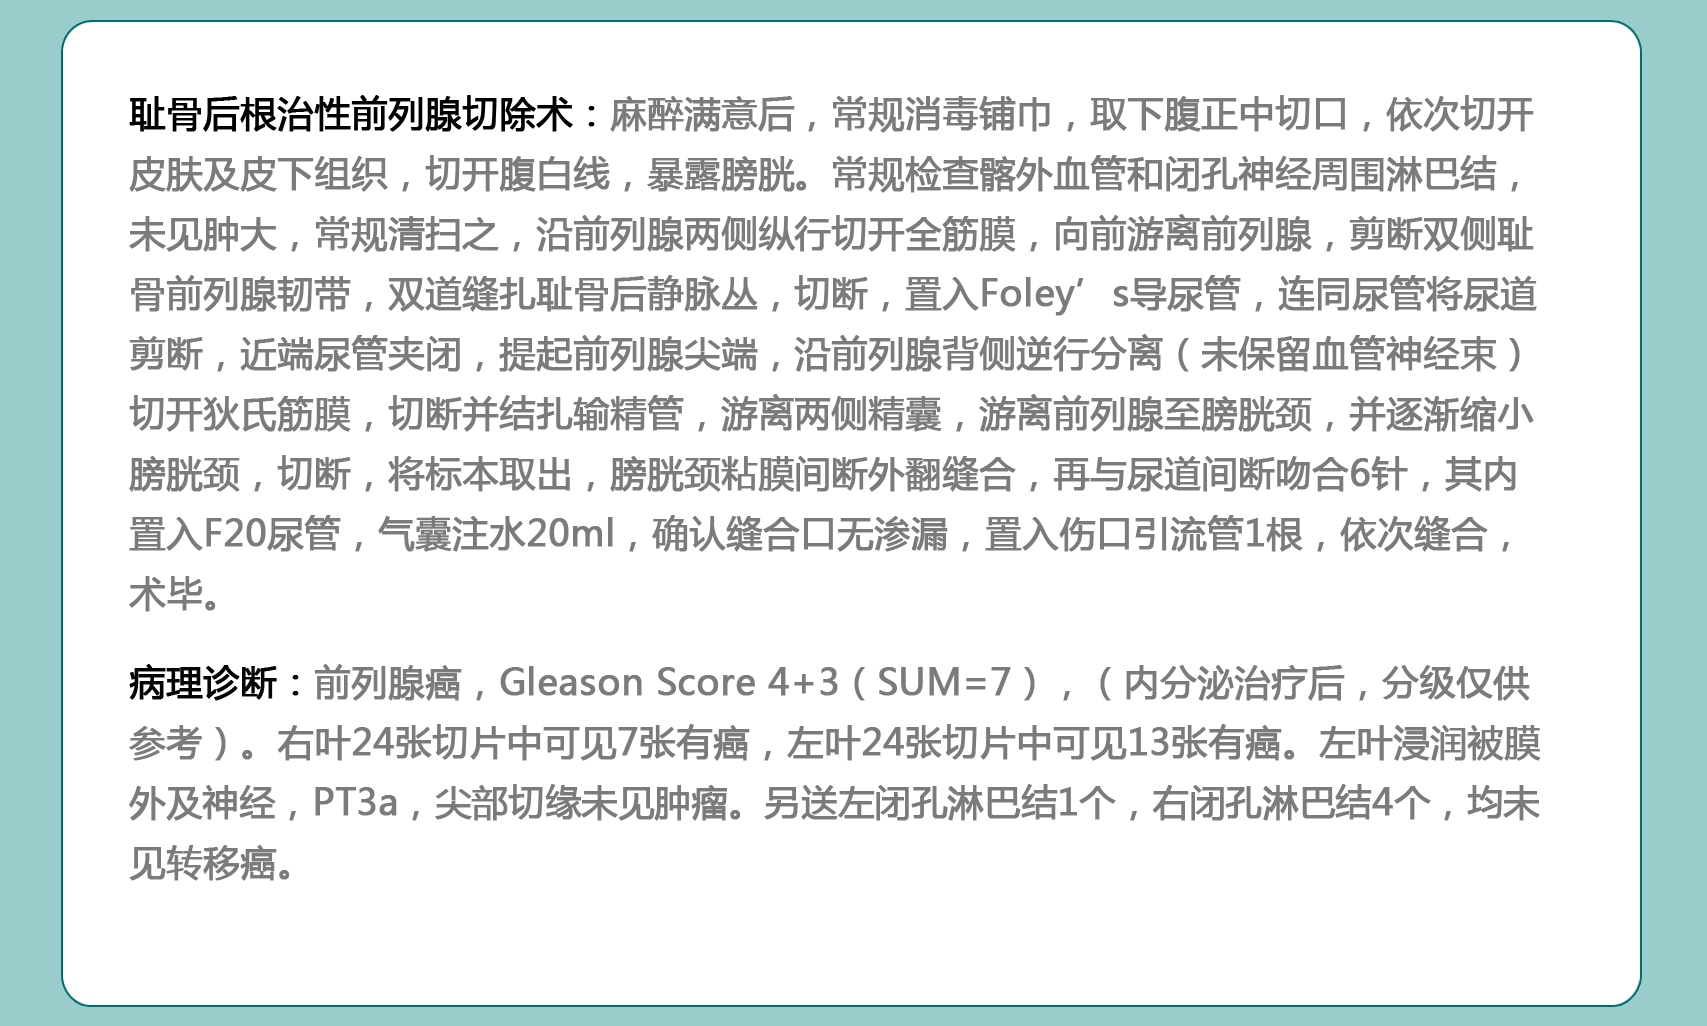 耻骨后根治性前列腺切除术：麻醉满意后，常规消毒铺巾，取下腹正中切口，依次切开
皮肤及皮下组织，切开腹白线，暴露膀胱。常规检查髂外血管和闭孔神经周围淋巴结，
未见肿大，常规清扫之，沿前列腺两侧纵行切开全筋膜，向前游离前列腺，剪断双侧耻
骨前列腺韧带，双道缝扎耻骨后静脉丛，切断，置入Foley’s导尿管，连同尿管将尿道
剪断，近端尿管夹闭，提起前列腺尖端，沿前列腺背侧逆行分离（未保留血管神经束）
切开狄氏筋膜，切断并结扎输精管，游离两侧精囊，游离前列腺至膀胱颈，并逐渐缩小
膀胱颈，切断，将标本取出，膀胱颈粘膜间断外翻缝合，再与尿道间断吻合6针，其内
置入F20尿管，气囊注水20ml，确认缝合口无渗漏，置入伤口引流管1根，依次缝合，
术毕。
病理诊断：前列腺癌，Gleason Score 4+3（SUM=7），（内分泌治疗后，分级仅供
参考）。右叶24张切片中可见7张有癌，左叶24张切片中可见13张有癌。左叶浸润被膜
外及神经，PT3a，尖部切缘未见肿瘤。另送左闭孔淋巴结1个，右闭孔淋巴结4个，均未
见转移癌。